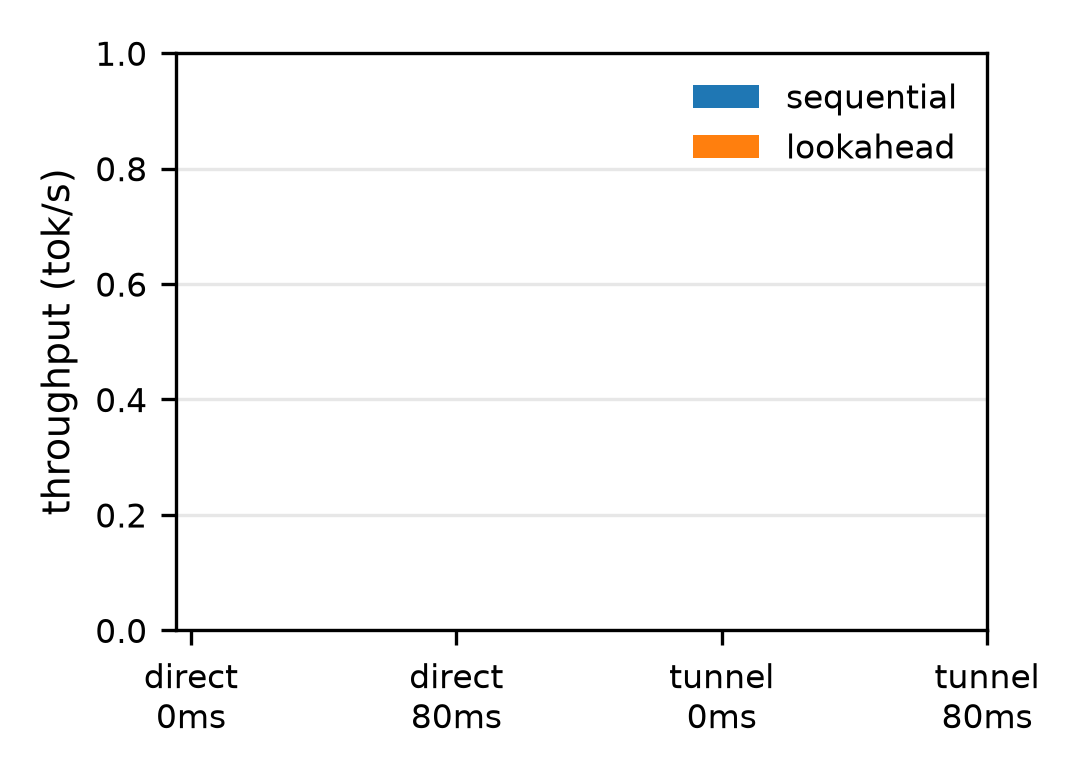 throughput (tok/s)
1.0
0.8
0.6
0.4
0.2
0.0
sequential
lookahead
direct
0ms
direct
80ms
tunnel
0ms
tunnel
80ms